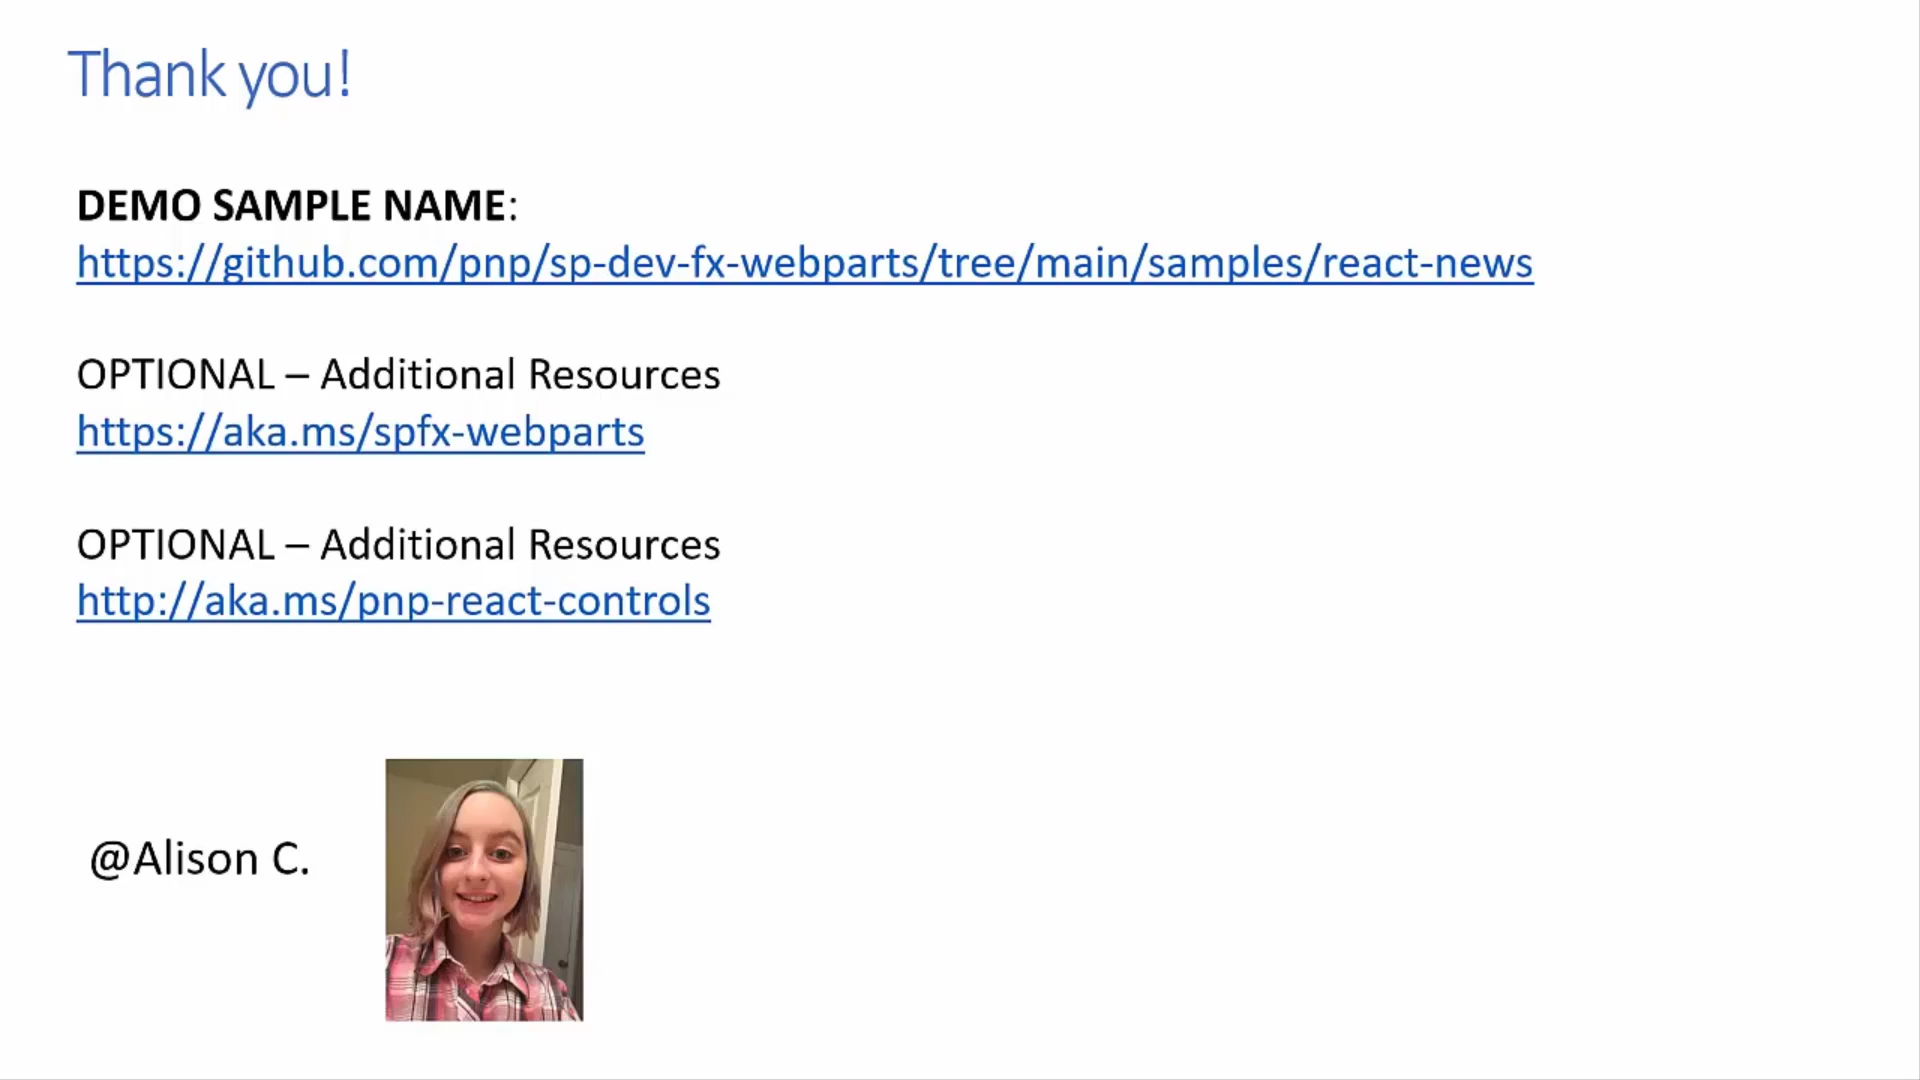 Thank you!
DEMO SAMPLE NAME:
https://github.com/pnp/sp-dev-fx-webparts/tree/main/samples/react-news
OPTIONAL – Additional Resources
https://aka.ms/spfx-webparts
OPTIONAL – Additional Resources
http://aka.ms/pnp-react-controls
@Alison C.